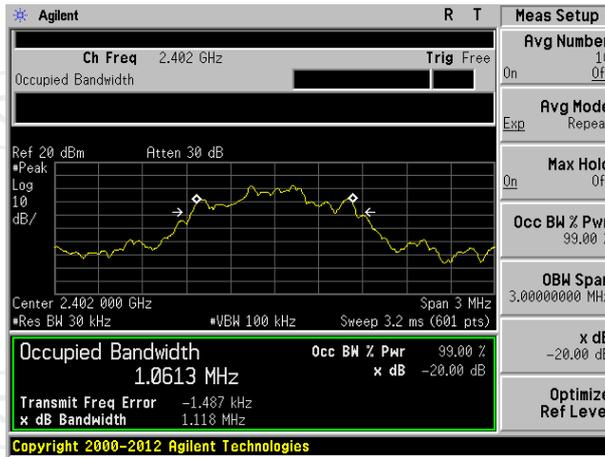 Agilent R T
Ch Freq 2.402 GHz Trig Free
Occupied Bandwidth
Ref 20 dBm Atten 30 dB
#Peak
Log
10
dB/
Center 2.402 000 GHz Span 3 MHz
#Res BW 30 kHz #VBW 100 kHz Sweep 3.2 ms (601 pts)
Occupied Bandwidth Occ BW % Pwr 99.00 %
1.0613 MHz x dB -20.00 dB
Transmit Freq Error -1.487 kHz
x dB Bandwidth 1.118 MHz
Copyright 2000-2012 Agilent Technologies
Meas Setup
Avg Number
On
Avg Mode
Exp Repea
Max Hold
On Of
Occ BW % Pwr
99.00 %
OBW Span
3.00000000 MH
x dB
-20.00 dB
Optimize
Ref Leve